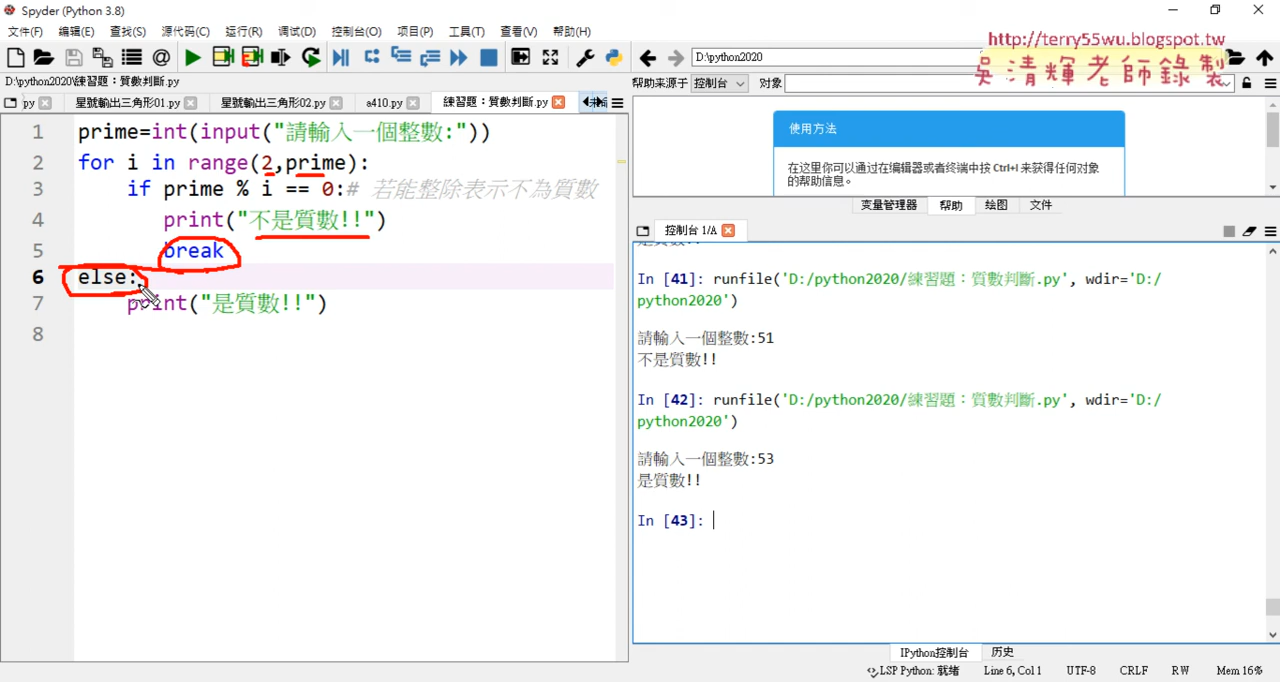 Spyder (Python 3.8)
文件(F) 编辑(E) 查找(S) 源代码(C) 运行(R) 调试(D) 控制台(O) 项目(P) 工具(T) 查看(V) 帮助(H)
D:\python2020
http://terry55wu.blogspot.tw
吳清輝老師錄製
D:\python2020\練習題：質數判斷.py
帮助来源于 控制台 对象
.py 星號輸出三角形01.py 星號輸出三角形02.py a410.py 練習題：質數判斷.py
1 prime=int(input("請輸入一個整數:"))
2 for i in range(2,prime):
3 if prime % i == 0:# 若能整除表示不為質數
4 print("不是質數!!")
5 break
6 else:
7 print("是質數!!")
8
使用方法
在这里你可以通过在编辑器或者终端中按 Ctrl+I 来获得任何对象
的帮助信息。
变量管理器 帮助 绘图 文件
控制台 1/A
In [41]: runfile('D:/python2020/練習題：質數判斷.py', wdir='D:/
python2020')
請輸入一個整數:51
不是質數!!
In [42]: runfile('D:/python2020/練習題：質數判斷.py', wdir='D:/
python2020')
請輸入一個整數:53
是質數!!
In [43]:
IPython控制台 历史
LSP Python: 就绪 Line 6, Col 1 UTF-8 CRLF RW Mem 16%